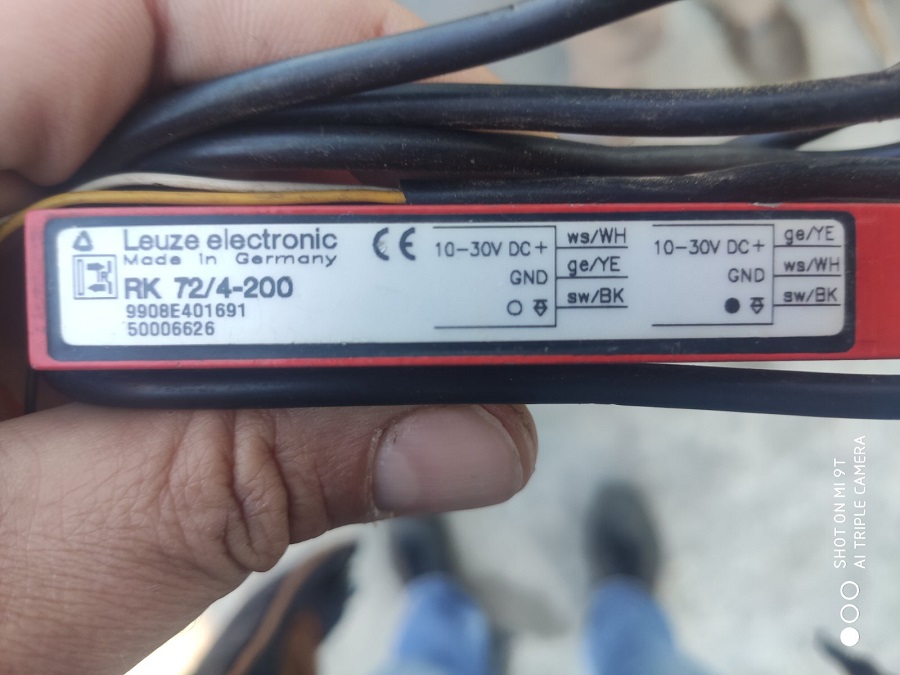 Leuze electronic
Made in Germany
RK 72/4-200
9908E401691
50006626
CE
10-30V DC+
GND
ws/WH
ge/YE
sw/BK
10-30V DC+
GND
ge/YE
ws/WH
sw/BK
SHOT ON MI 9T
AI TRIPLE CAMERA